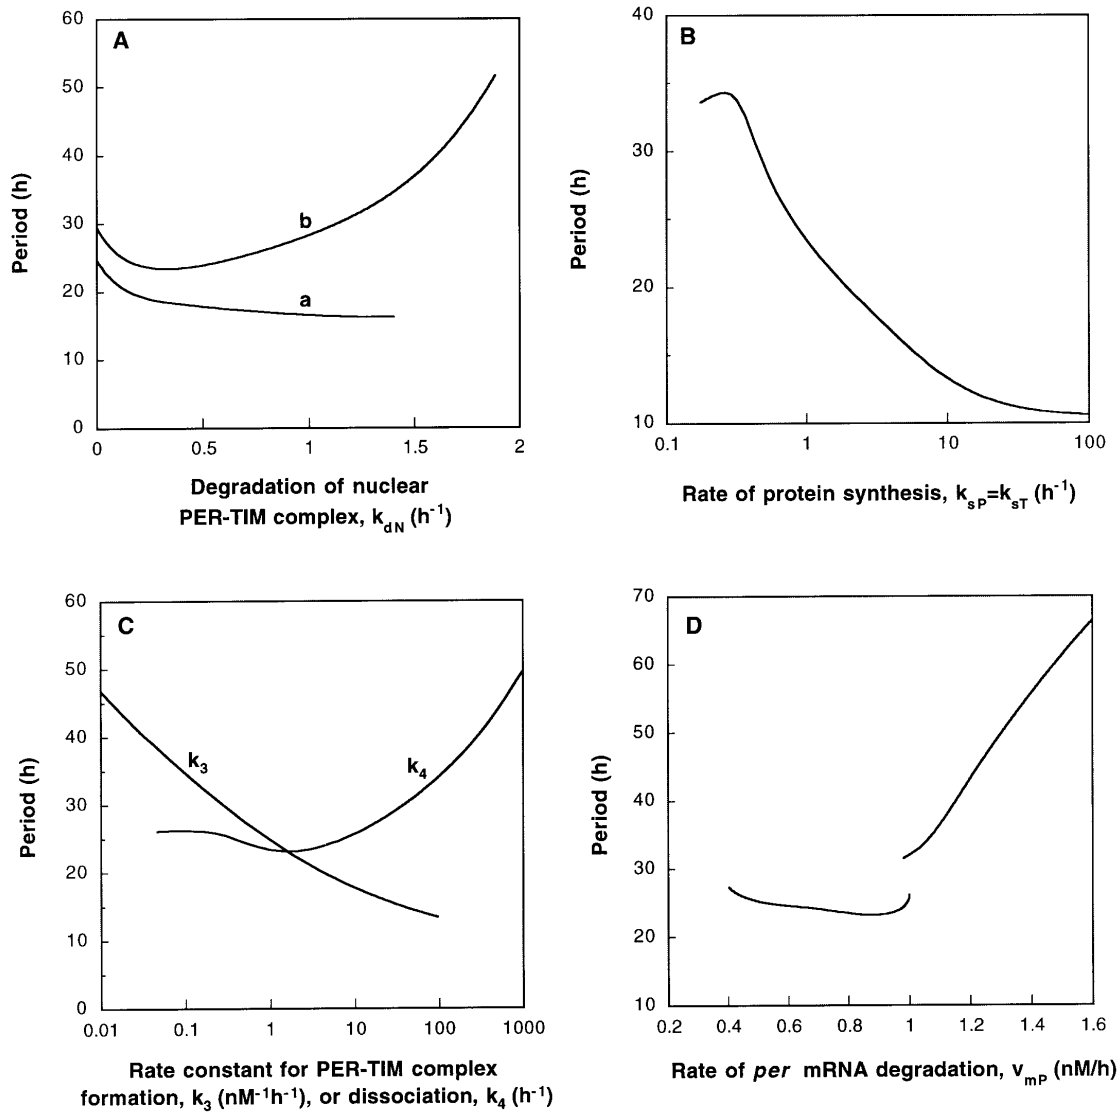 A
60
50
40
30
20
10
0
Period (h)
b
a
0 0.5 1 1.5 2
Degradation of nuclear
PER-TIM complex, k_dN (h⁻¹)
B
40
30
20
10
Period (h)
0.1 1 10 100
Rate of protein synthesis, k_sP=k_sT (h⁻¹)
C
60
50
40
30
20
10
0
Period (h)
k₃
k₄
0.01 0.1 1 10 100 1000
Rate constant for PER-TIM complex
formation, k₃ (nM⁻¹h⁻¹), or dissociation, k₄ (h⁻¹)
D
70
60
50
40
30
20
10
Period (h)
0.2 0.4 0.6 0.8 1 1.2 1.4 1.6
Rate of per mRNA degradation, v_mP (nM/h)